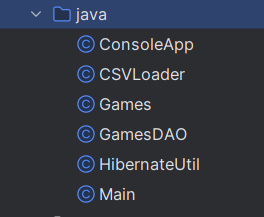 java
ConsoleApp
CSVLoader
Games
GamesDAO
HibernateUtil
Main